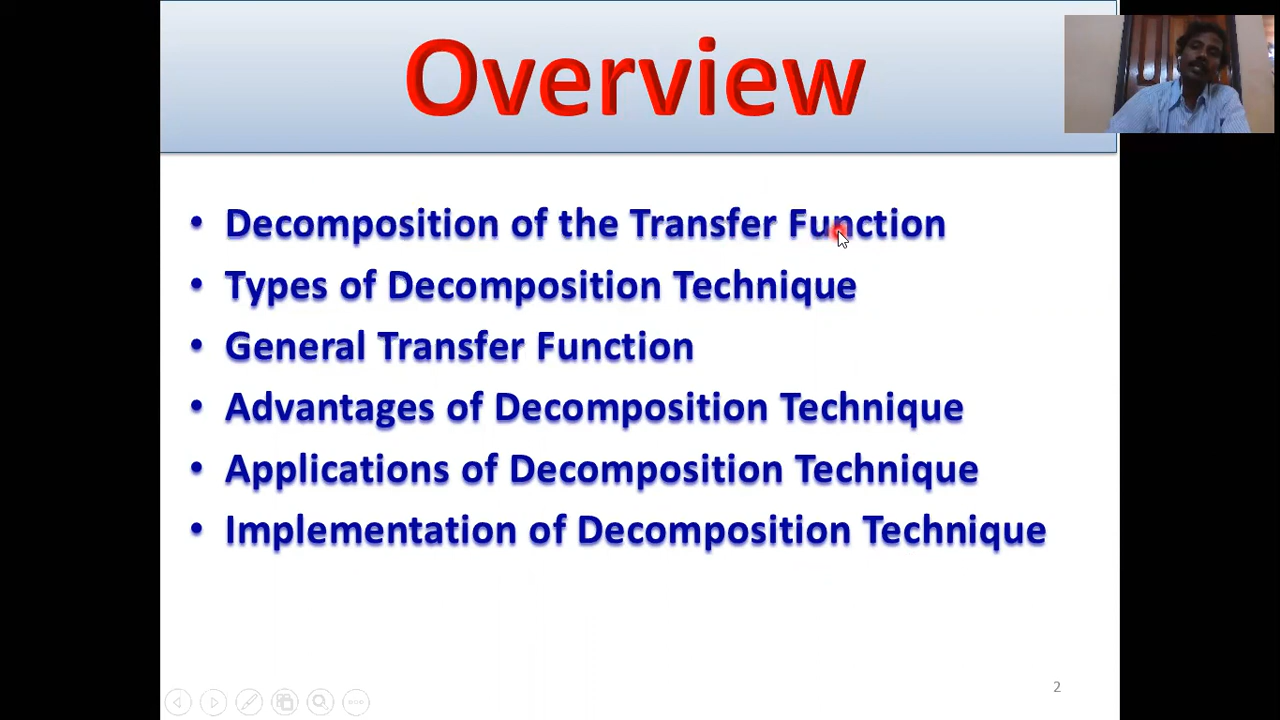 Overview
• Decomposition of the Transfer Function
• Types of Decomposition Technique
• General Transfer Function
• Advantages of Decomposition Technique
• Applications of Decomposition Technique
• Implementation of Decomposition Technique
2